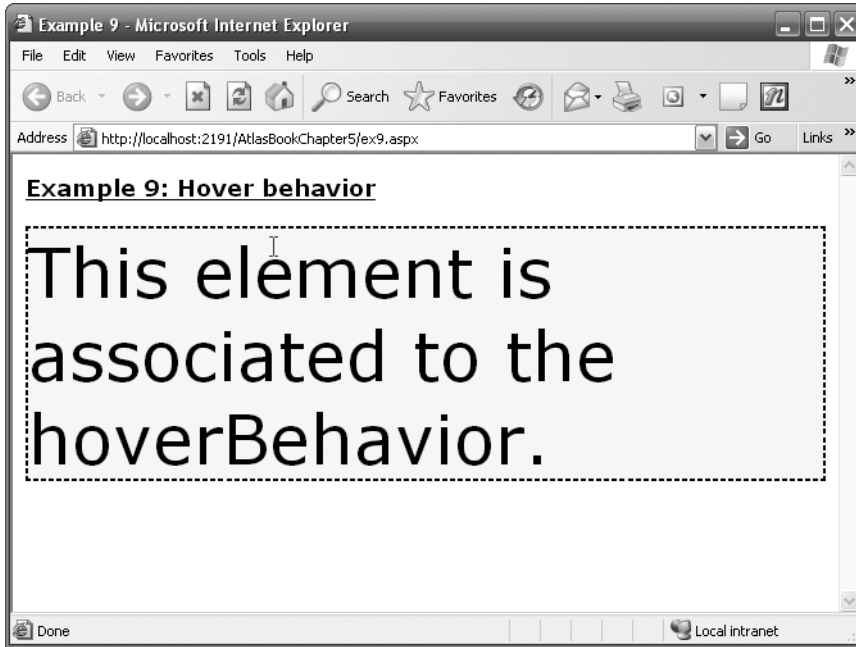 Example 9 - Microsoft Internet Explorer
File Edit View Favorites Tools Help
Back Search Favorites
Address http://localhost:2191/AtlasBookChapter5/ex9.aspx Go Links »
Example 9: Hover behavior
This element is
associated to the
hoverBehavior.
Done Local intranet